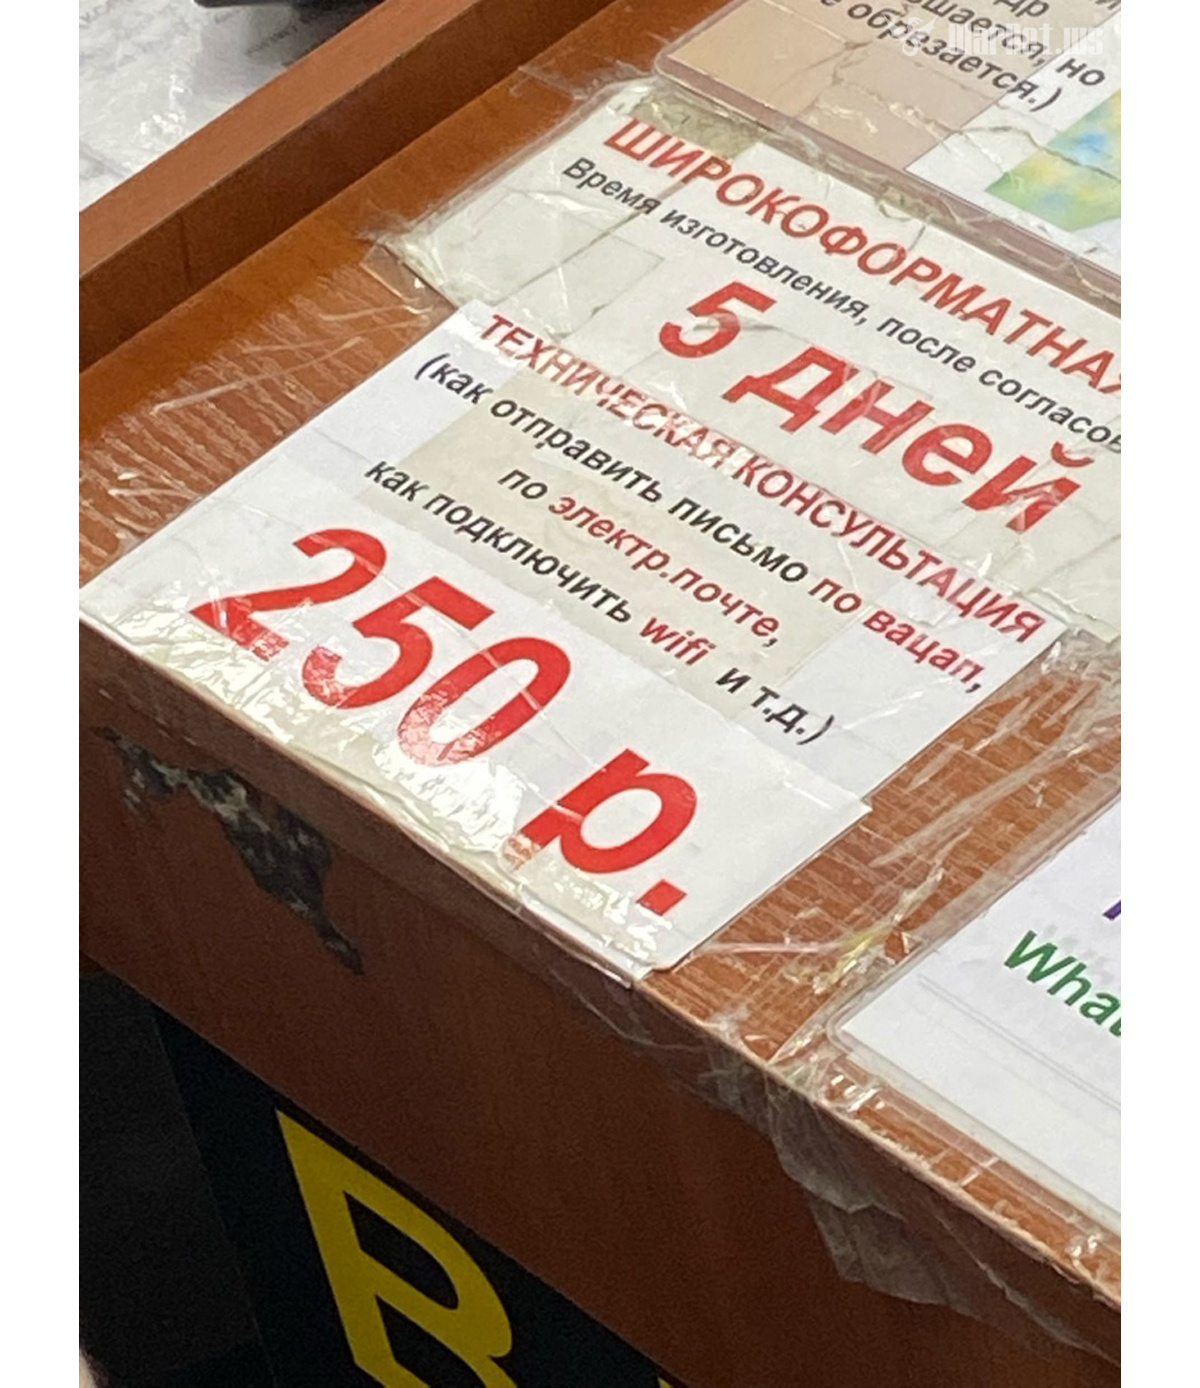 но
обрезается.)
ШИРОКОФОРМАТНАЯ
Время изготовления, после согласов
5 дней
ТЕХНИЧЕСКАЯ КОНСУЛЬТАЦИЯ
(как отправить письмо по вацап,
по электр.почте,
как подключить wifi и т.д.)
250 р.
What